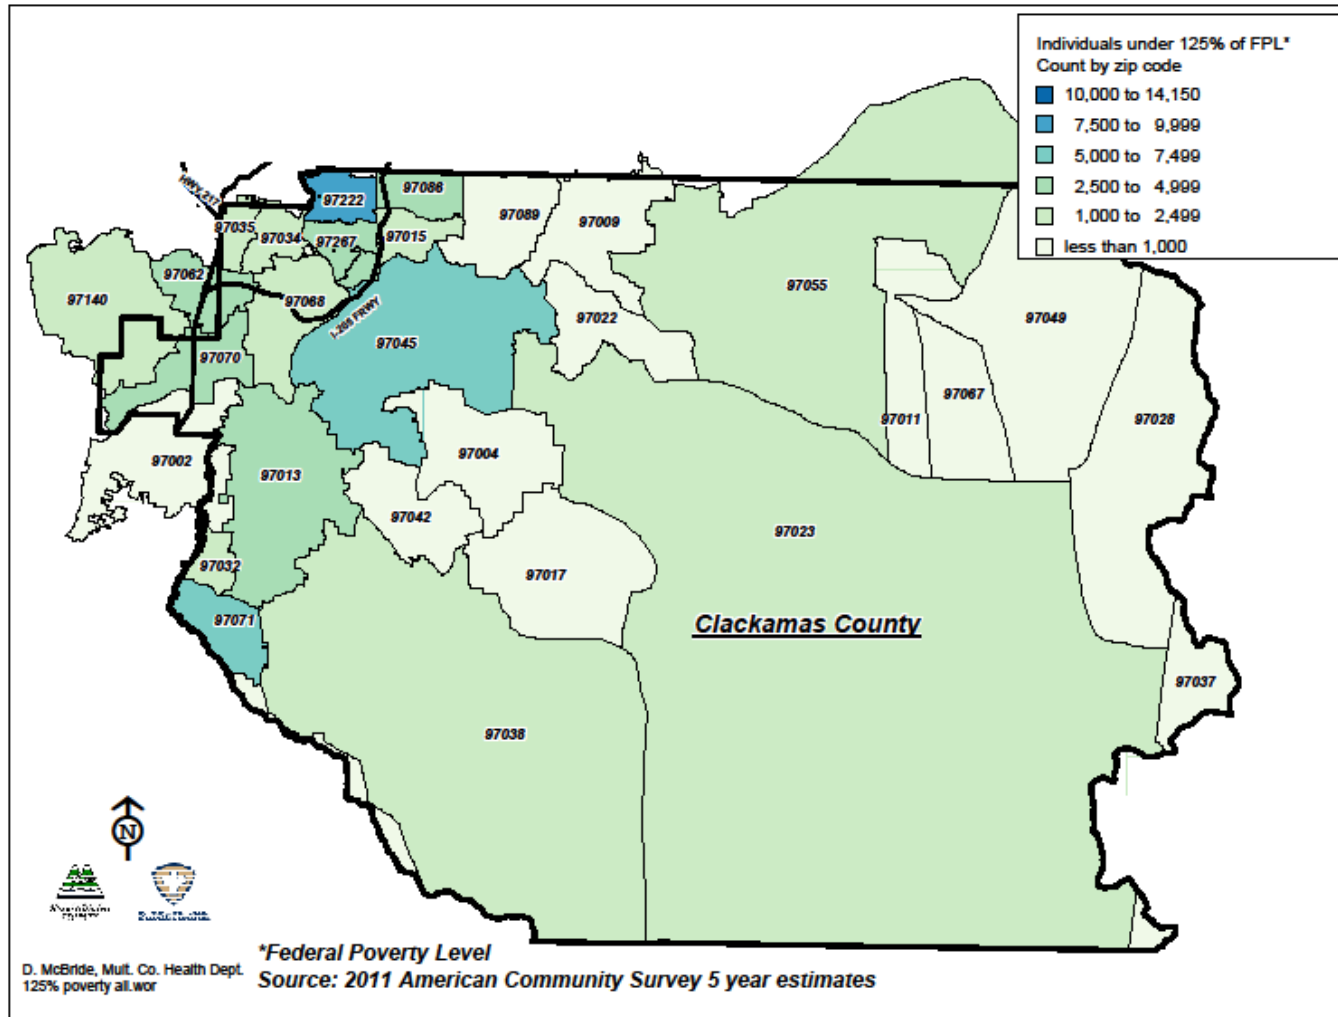 Individuals under 125% of FPL*
Count by zip code
10,000 to 14,150
7,500 to 9,999
5,000 to 7,499
2,500 to 4,999
1,000 to 2,499
less than 1,000
HWY 217
97222
97086
97089
97009
97035
97034
97267
97015
97062
97140
97068
I-205 FRWY
97055
97022
97049
97045
97070
97067
97011
97028
97002
97004
97013
97042
97023
97032
97017
97071
Clackamas County
97037
97038
N
*Federal Poverty Level
D. McBride, Mult. Co. Health Dept.
125% poverty all.wor
Source: 2011 American Community Survey 5 year estimates